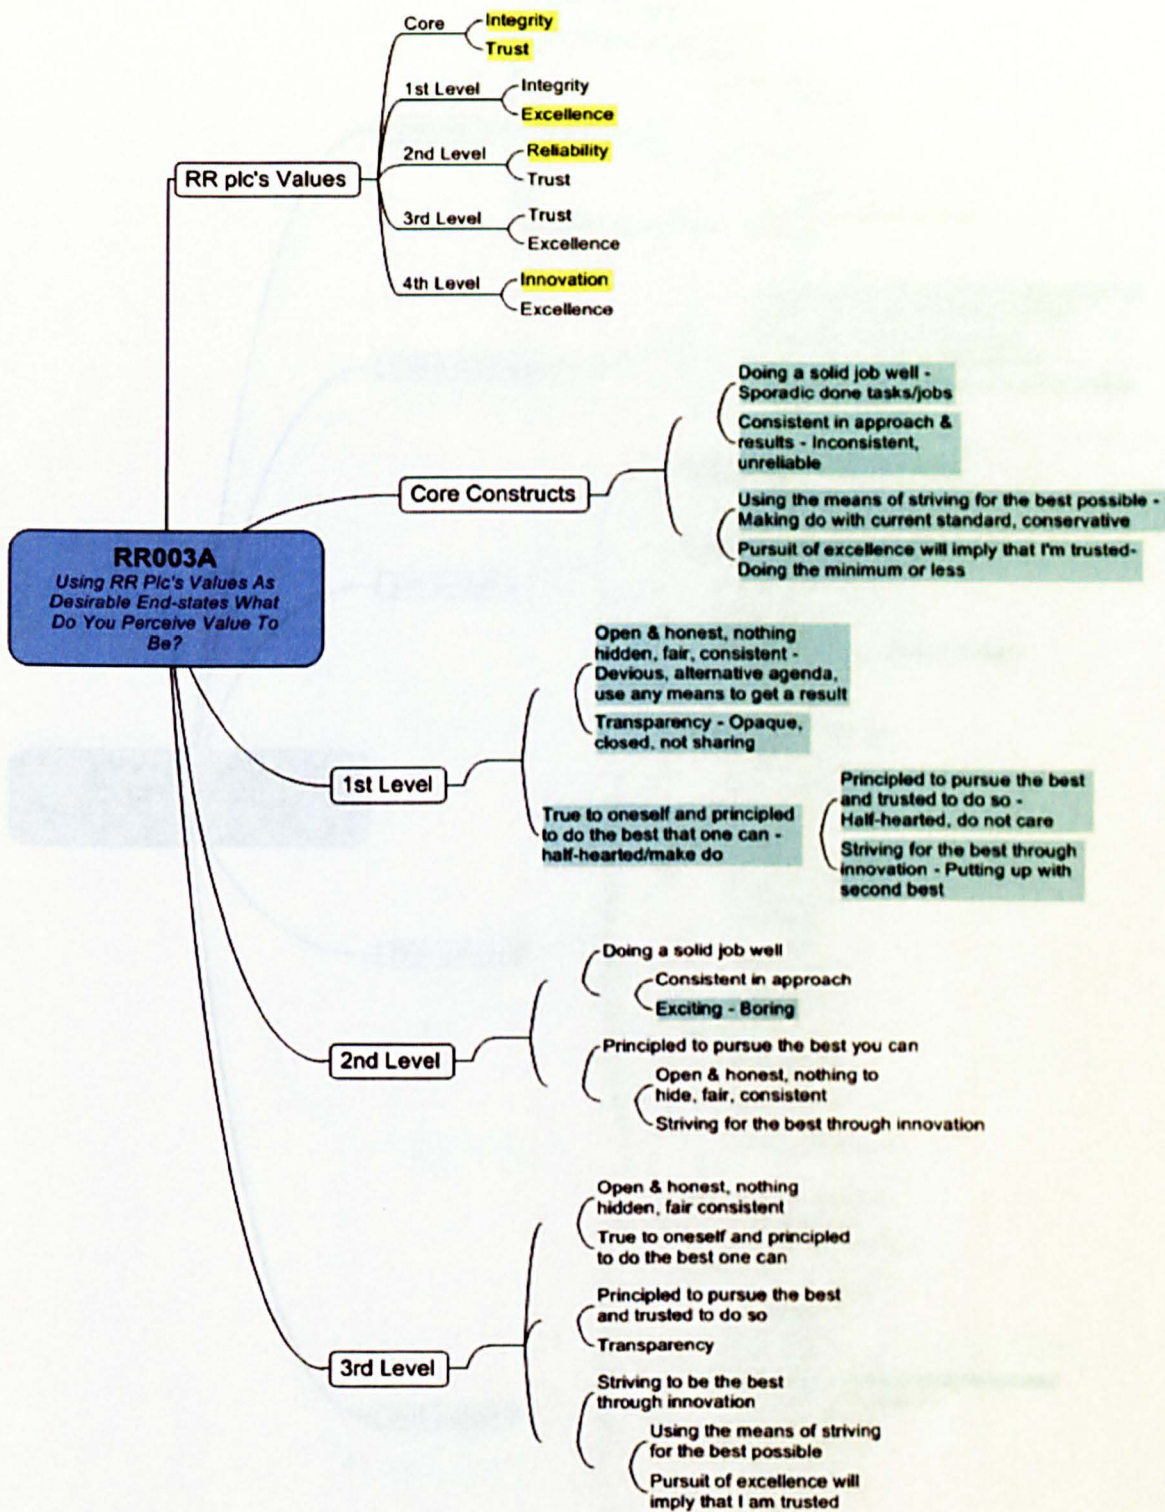 Core
Integrity
Trust
1st Level
Integrity
Excellence
RR plc's Values
2nd Level
Reliability
Trust
3rd Level
Trust
Excellence
4th Level
Innovation
Excellence
Core Constructs
Doing a solid job well -
Sporadic done tasks/jobs
Consistent in approach &
results - Inconsistent,
unreliable
Using the means of striving for the best possible -
Making do with current standard, conservative
Pursuit of excellence will imply that I'm trusted-
Doing the minimum or less
RR003A
Using RR Plc's Values As
Desirable End-states What
Do You Perceive Value To
Be?
1st Level
Open & honest, nothing
hidden, fair, consistent -
Devious, alternative agenda,
use any means to get a result
Transparency - Opaque,
closed, not sharing
True to oneself and principled
to do the best that one can -
half-hearted/make do
Principled to pursue the best
and trusted to do so -
Half-hearted, do not care
Striving for the best through
innovation - Putting up with
second best
2nd Level
Doing a solid job well
Consistent in approach
Exciting - Boring
Principled to pursue the best you can
Open & honest, nothing to
hide, fair, consistent
Striving for the best through innovation
3rd Level
Open & honest, nothing
hidden, fair consistent
True to oneself and principled
to do the best one can
Principled to pursue the best
and trusted to do so
Transparency
Striving to be the best
through innovation
Using the means of striving
for the best possible
Pursuit of excellence will
imply that I am trusted